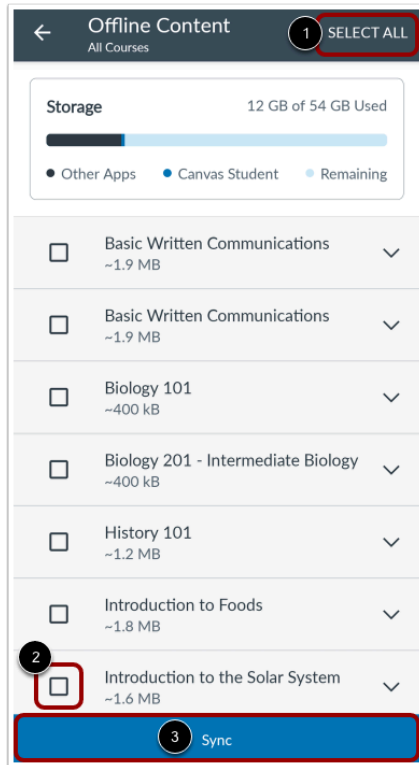 Offline Content
All Courses
1 SELECT ALL
Storage 12 GB of 54 GB Used
Other Apps Canvas Student Remaining
Basic Written Communications
~1.9 MB
Basic Written Communications
~1.9 MB
Biology 101
~400 kB
Biology 201 - Intermediate Biology
~400 kB
History 101
~1.2 MB
Introduction to Foods
~1.8 MB
2
Introduction to the Solar System
~1.6 MB
3 Sync